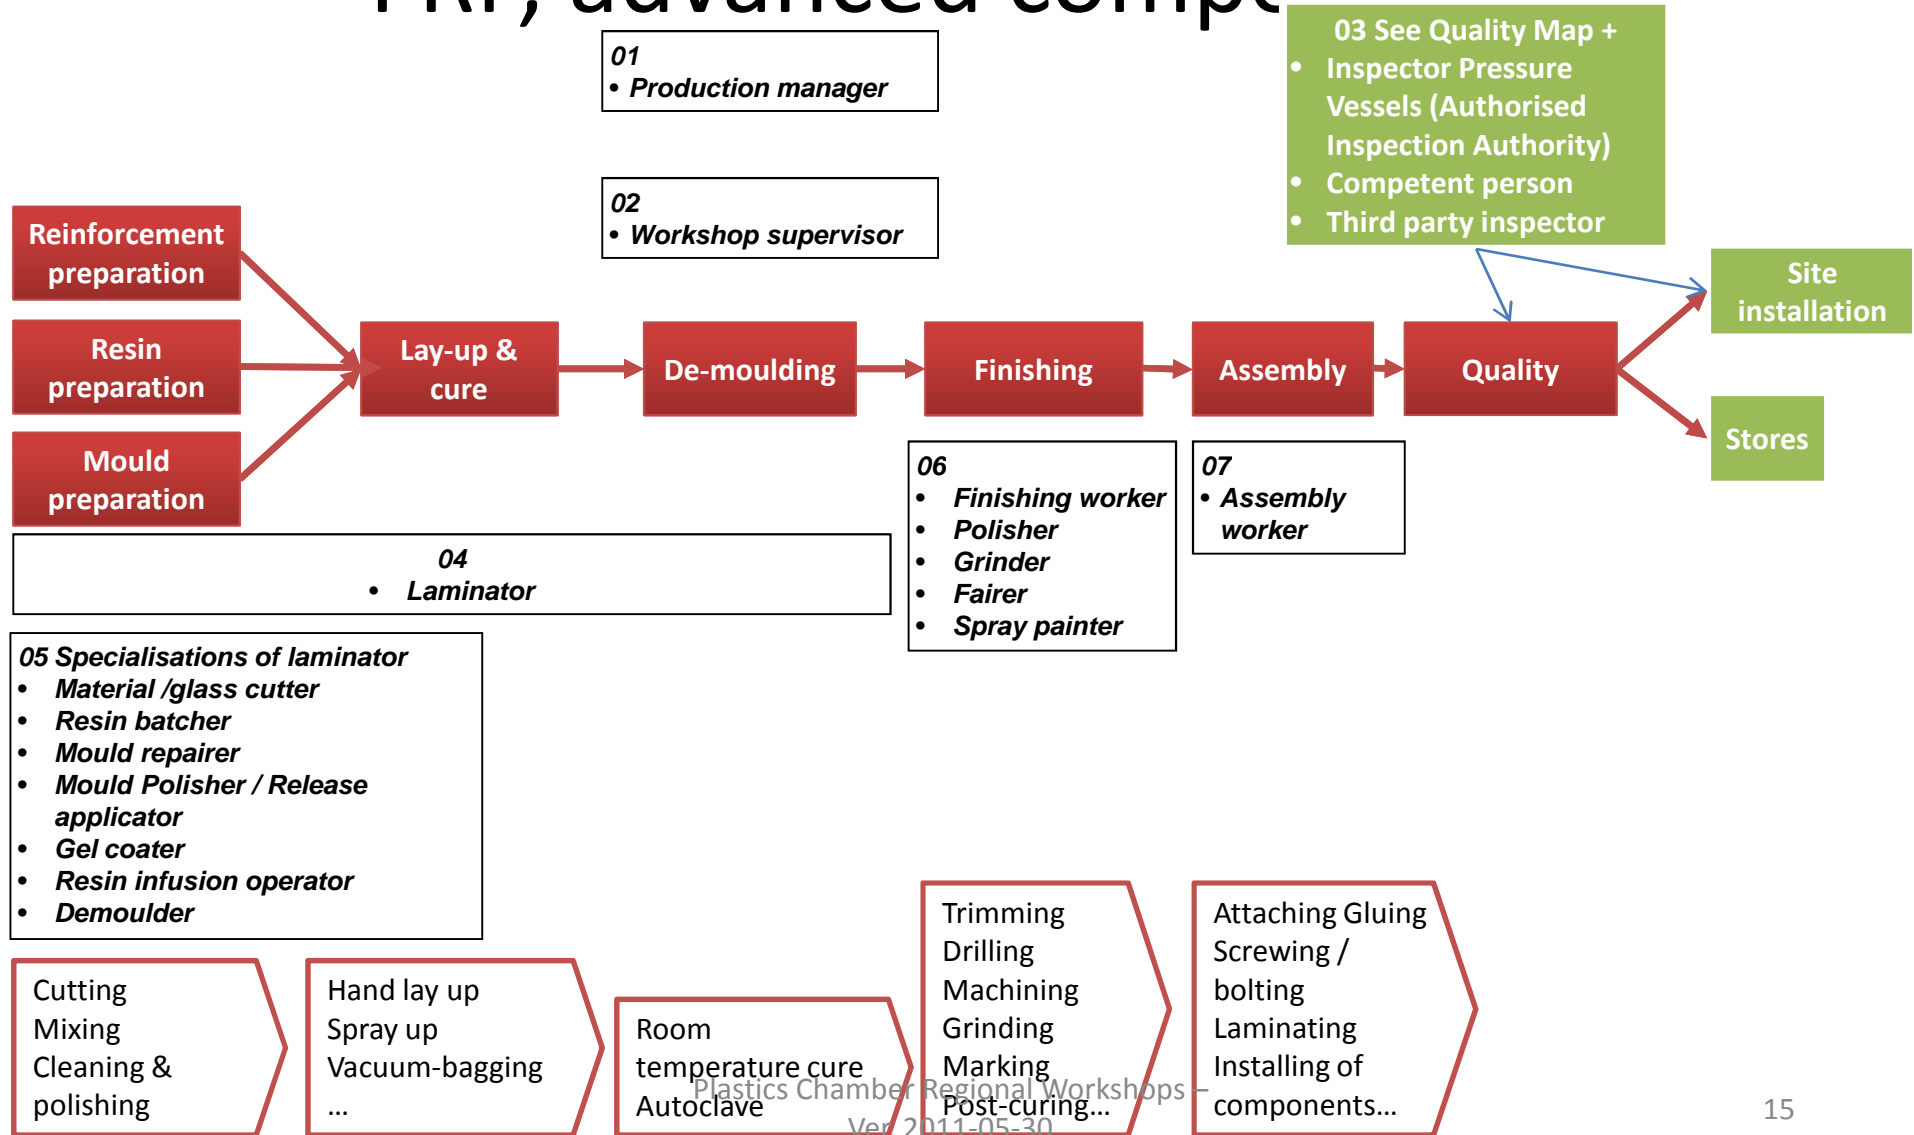 01
• Production manager
03 See Quality Map +
• Inspector Pressure
Vessels (Authorised
Inspection Authority)
• Competent person
• Third party inspector
02
• Workshop supervisor
Reinforcement
preparation
Resin
preparation
Mould
preparation
Lay-up &
cure
De-moulding
Finishing
Assembly
Quality
Site
installation
Stores
04
• Laminator
06
• Finishing worker
• Polisher
• Grinder
• Fairer
• Spray painter
07
• Assembly
worker
05 Specialisations of laminator
• Material /glass cutter
• Resin batcher
• Mould repairer
• Mould Polisher / Release
applicator
• Gel coater
• Resin infusion operator
• Demoulder
Cutting
Mixing
Cleaning &
polishing
Hand lay up
Spray up
Vacuum-bagging
...
Room
temperature cure
Autoclave
Trimming
Drilling
Machining
Grinding
Marking
Post-curing...
Attaching Gluing
Screwing /
bolting
Laminating
Installing of
components...
Plastics Chamber Regional Workshops –
Ver 2011-05-30
15